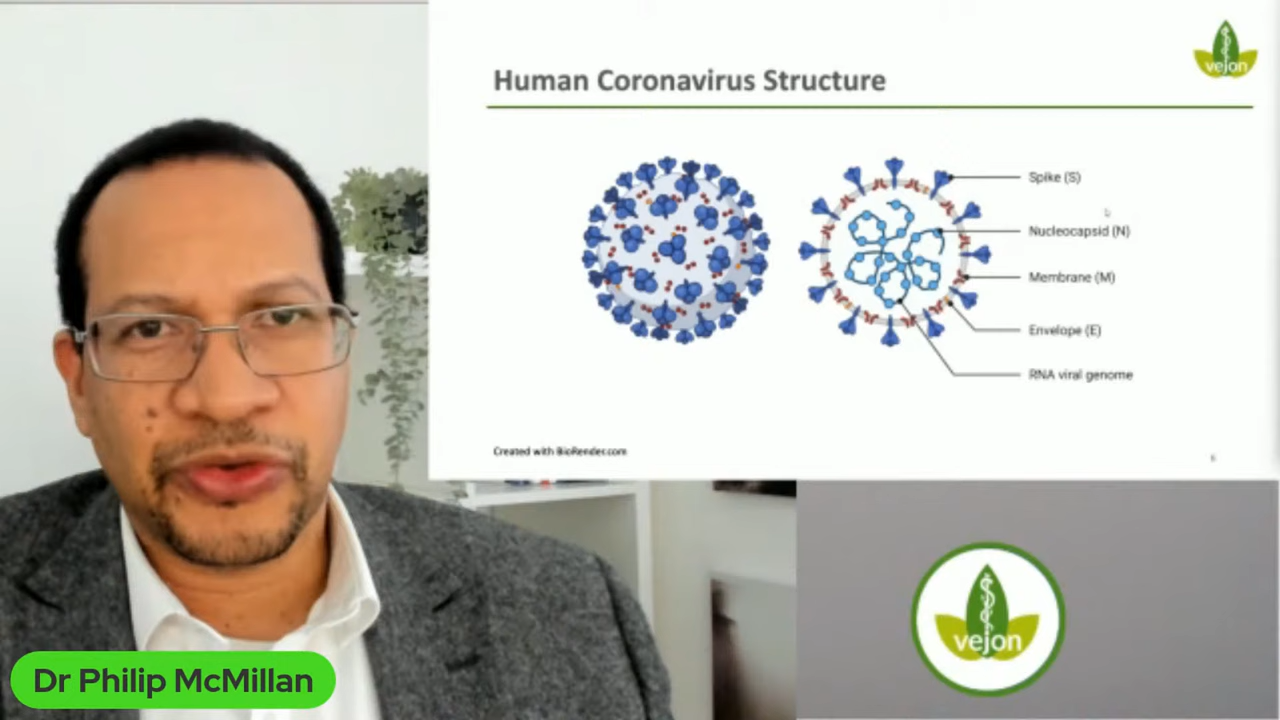 vejon
Human Coronavirus Structure
Spike (S)
Nucleocapsid (N)
Membrane (M)
Envelope (E)
RNA viral genome
Created with BioRender.com
vejon
Dr Philip McMillan